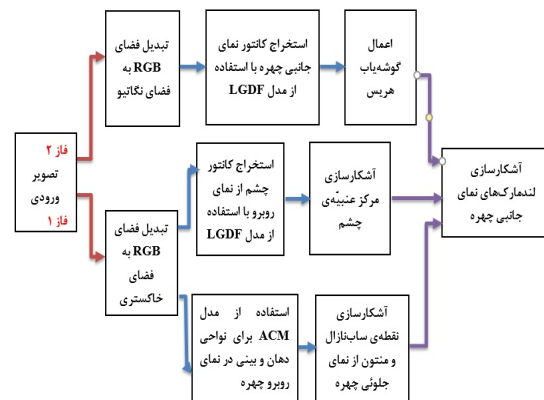 تبدیل فضای
RGB به
فضای نگاتیو
استخراج کانتور نمای
جانبی چهره با استفاده
از مدل LGDF
اعمال
گوشه‌یاب
هریس
فاز ۲
تصویر
ورودی
فاز ۱
تبدیل فضای
RGB به
فضای
خاکستری
استخراج کانتور
چشم از نمای
روبرو با استفاده
از مدل LGDF
آشکارسازی
مرکز عنبیّه‌ی
چشم
آشکارسازی
لندمارک‌های نمای
جانبی چهره
استفاده از مدل
ACM برای نواحی
دهان و بینی در نمای
روبرو چهره
آشکارسازی
نقطه‌ی ساب‌نازال
و منتون از نمای
جلوئی چهره